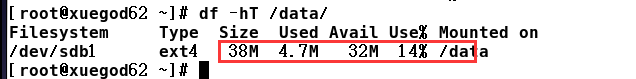 [root@xuegod62 ~]# df -hT /data/
Filesystem     Type  Size  Used Avail Use% Mounted on
/dev/sdb1      ext4   38M  4.7M   32M  14% /data
[root@xuegod62 ~]#